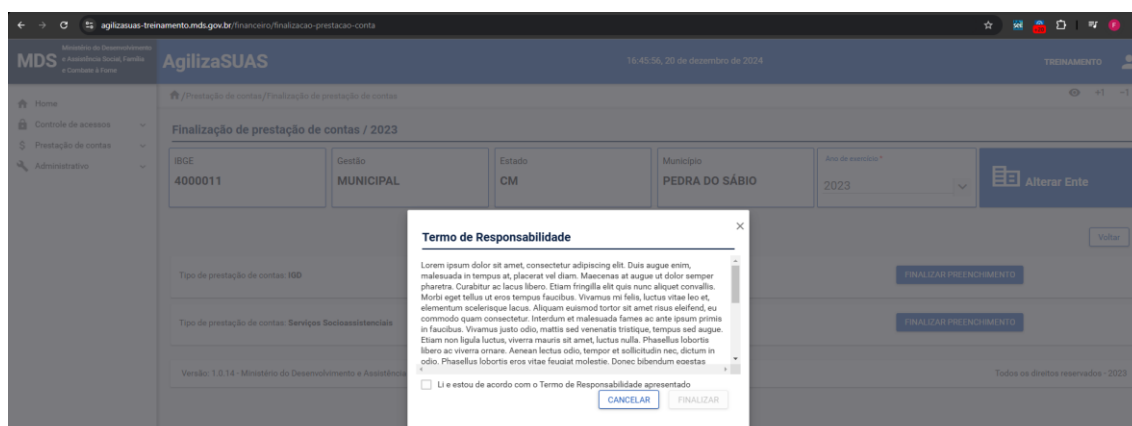 agilizasuas-treinamento.mds.gov.br/financeiro/finalizacao-prestacao-conta
MDS
Ministério do Desenvolvimento
e Assistência Social, Família
e Combate à Fome
AgilizaSUAS
16:45:56, 20 de dezembro de 2024
TREINAMENTO
/Prestação de contas/Finalização de prestação de contas
+1 -1
Home
Controle de acessos
Prestação de contas
Administrativo
Finalização de prestação de contas / 2023
IBGE
4000011
Gestão
MUNICIPAL
Estado
CM
Município
PEDRA DO SÁBIO
Ano de exercício *
2023
Alterar Ente
Voltar
Termo de Responsabilidade
Lorem ipsum dolor sit amet, consectetur adipiscing elit. Duis augue enim,
malesuada in tempus at, placerat vel diam. Maecenas at augue ut dolor semper
pharetra. Curabitur ac lacus libero. Etiam fringilla elit quis nunc aliquet convallis.
Morbi eget tellus ut eros tempus faucibus. Vivamus mi felis, luctus vitae leo et,
elementum scelerisque lacus. Aliquam euismod tortor sit amet risus eleifend, eu
commodo quam consectetur. Interdum et malesuada fames ac ante ipsum primis
in faucibus. Vivamus justo odio, mattis sed venenatis tristique, tempus sed augue.
Etiam non ligula luctus, viverra mauris sit amet, luctus nulla. Phasellus lobortis
libero ac viverra ornare. Aenean lectus odio, tempor et sollicitudin nec, dictum in
odio. Phasellus lobortis eros vitae feugiat molestie. Donec bibendum egestas
Li e estou de acordo com o Termo de Responsabilidade apresentado
CANCELAR
FINALIZAR
Tipo de prestação de contas: IGD
FINALIZAR PREENCHIMENTO
Tipo de prestação de contas: Serviços Socioassistenciais
FINALIZAR PREENCHIMENTO
Versão: 1.0.14 - Ministério do Desenvolvimento e Assistência
Todos os direitos reservados - 2023